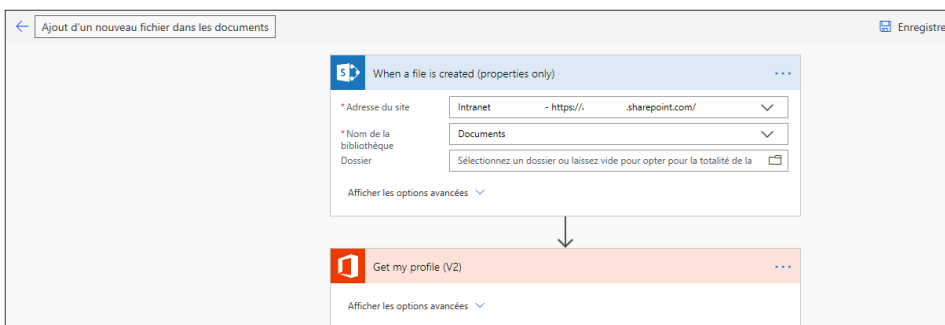 Ajout d'un nouveau fichier dans les documents
Enregistre
When a file is created (properties only)
* Adresse du site
Intranet - https:// .sharepoint.com/
* Nom de la
bibliothèque
Documents
Dossier
Sélectionnez un dossier ou laissez vide pour opter pour la totalité de la
Afficher les options avancées
Get my profile (V2)
Afficher les options avancées